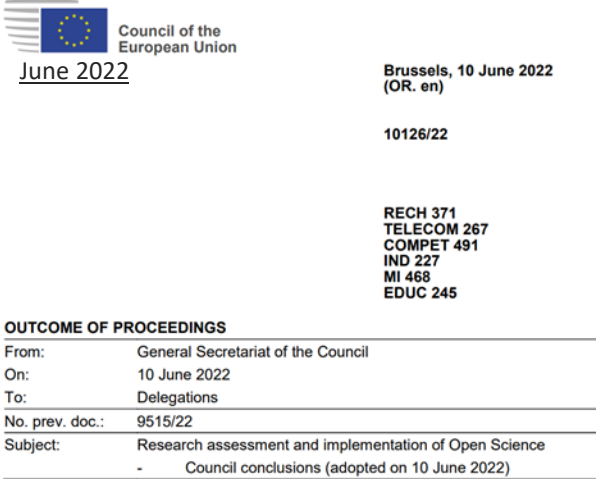 Council of the
European Union
June 2022
Brussels, 10 June 2022
(OR. en)
10126/22
RECH 371
TELECOM 267
COMPET 491
IND 227
MI 468
EDUC 245
OUTCOME OF PROCEEDINGS
From: General Secretariat of the Council
On: 10 June 2022
To: Delegations
No. prev. doc.: 9515/22
Subject: Research assessment and implementation of Open Science
- Council conclusions (adopted on 10 June 2022)